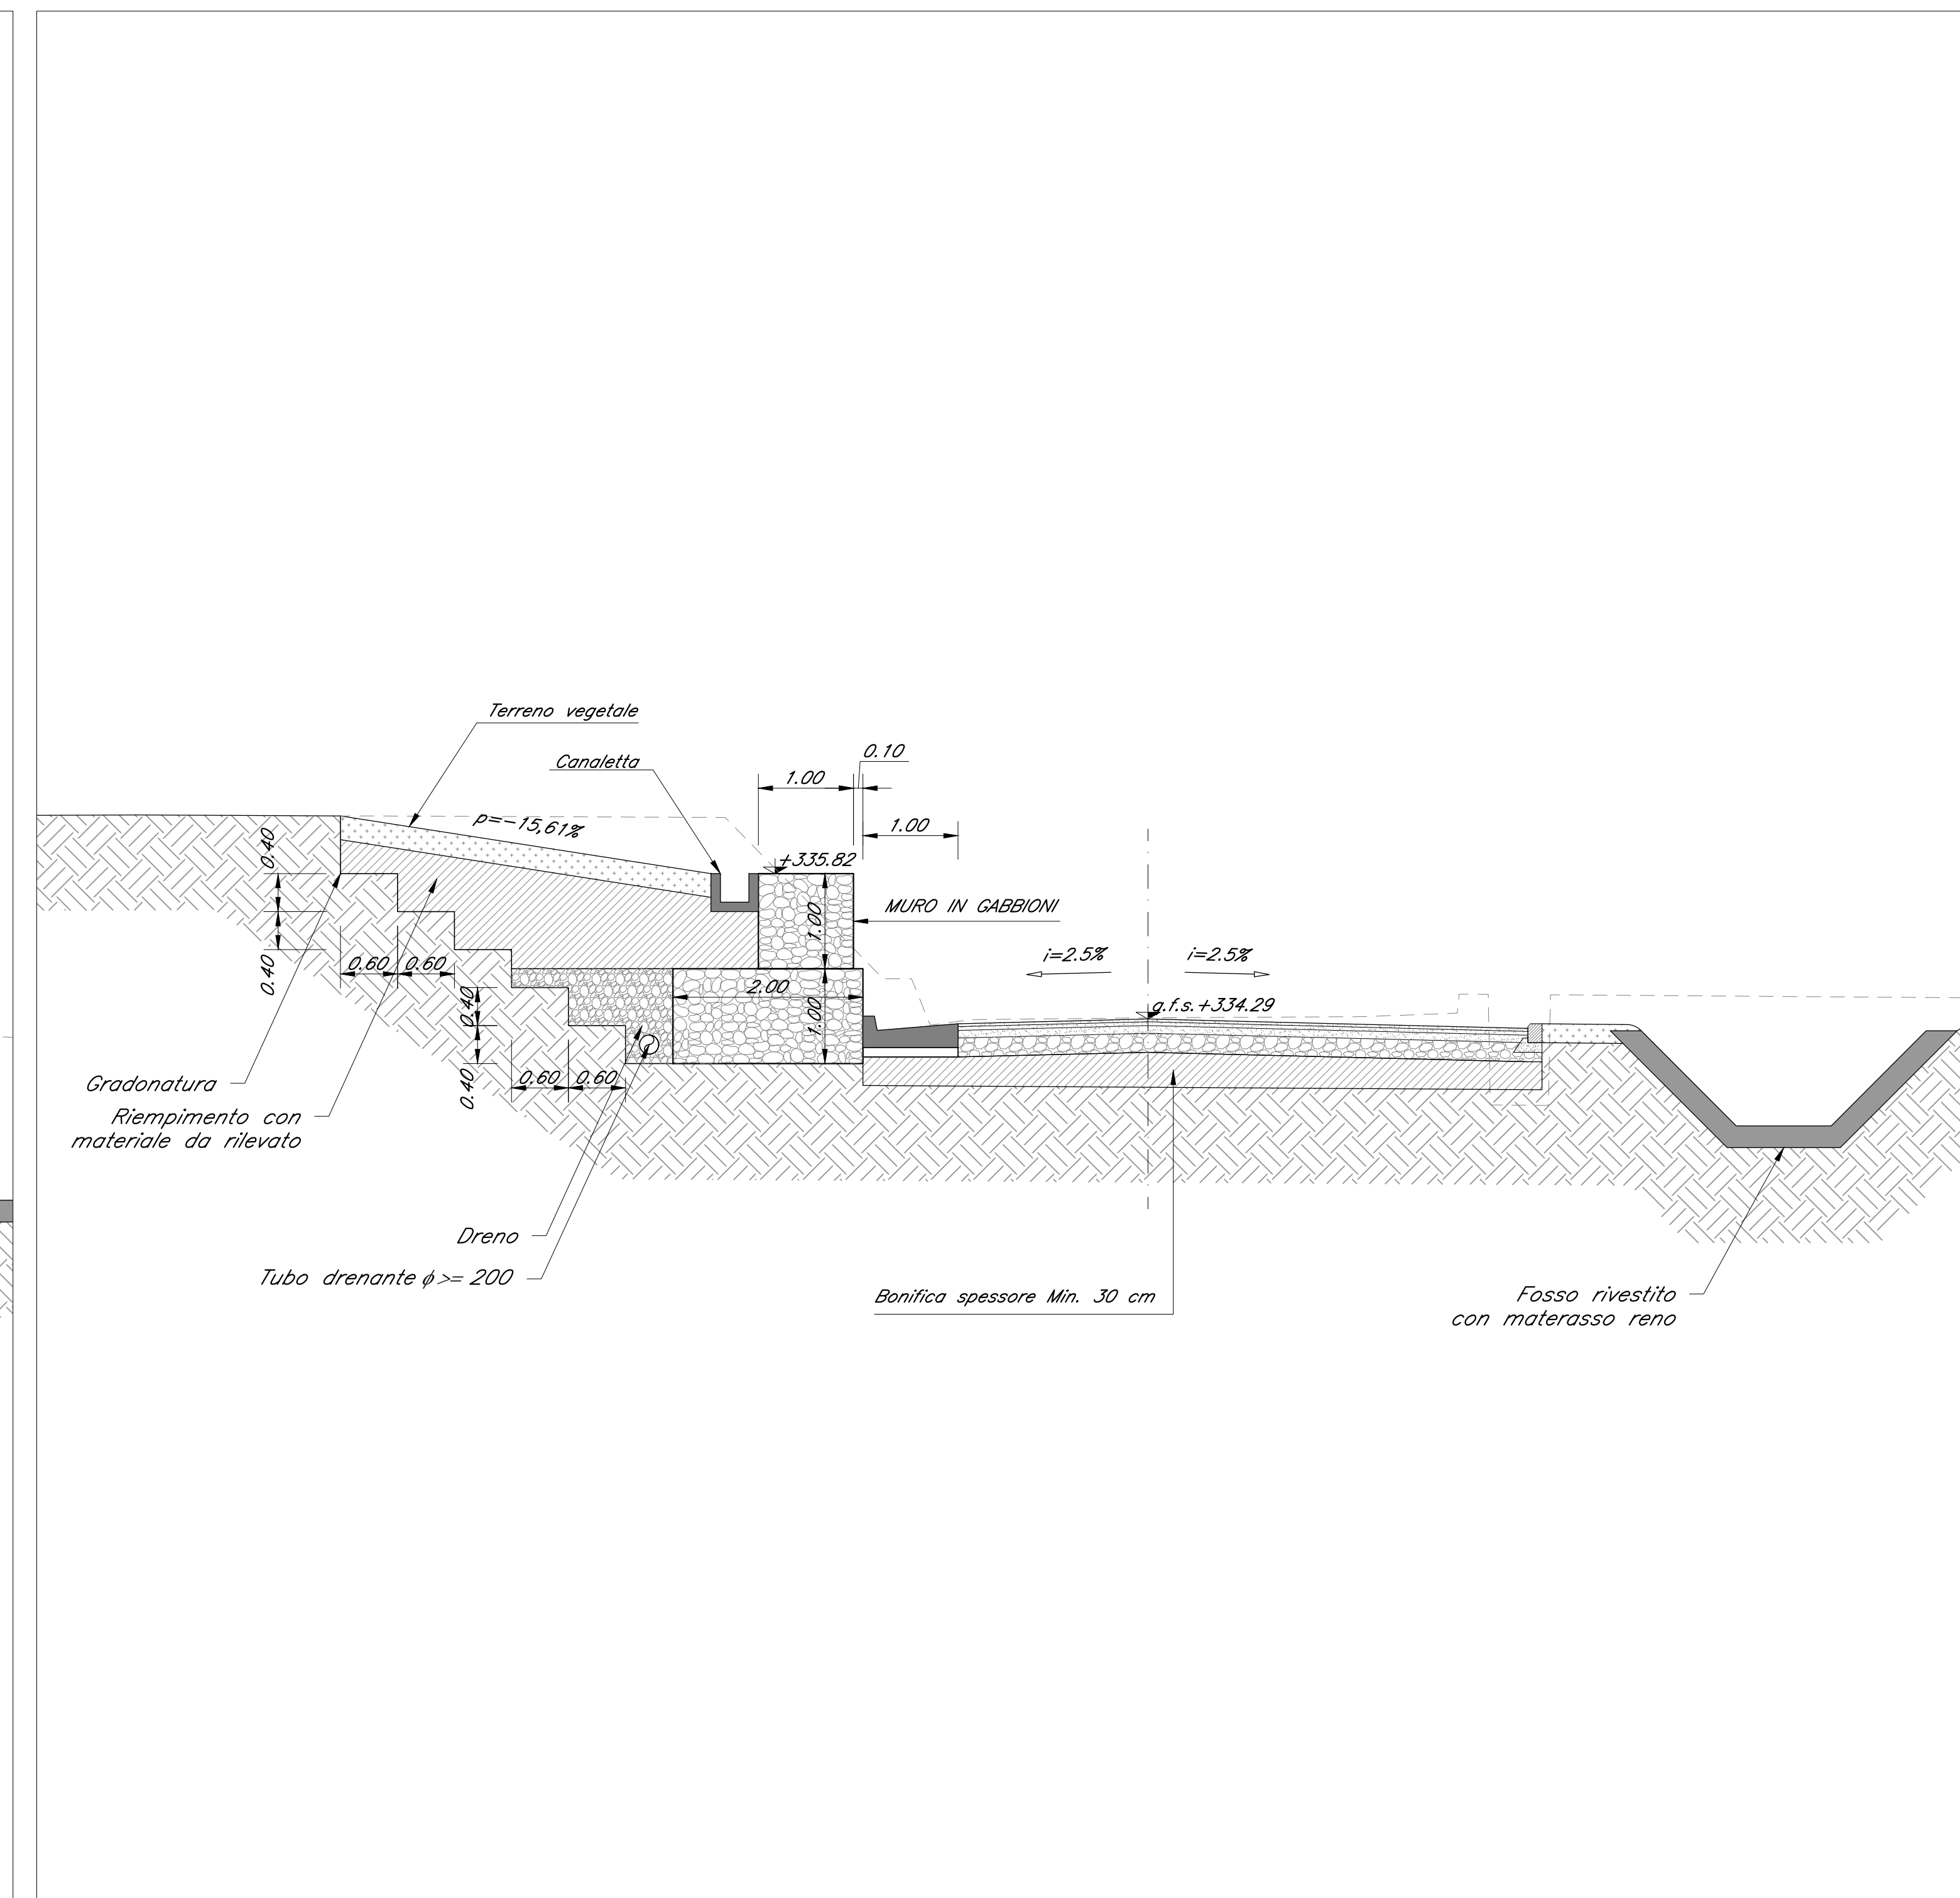 Terreno vegetale
0.10
Canaletta
1.00
p=-15,61%
1.00
0.40
+335.82
1.00
MURO IN GABBIONI
0.40
0.60
0.60
i=2.5%
i=2.5%
0.40
2.00
1.00
a.f.s.+334.29
0.40
0.60
0.60
Gradonatura
Riempimento con
materiale da rilevato
Dreno
Tubo drenante ϕ >= 200
Bonifica spessore Min. 30 cm
Fosso rivestito
con materasso reno